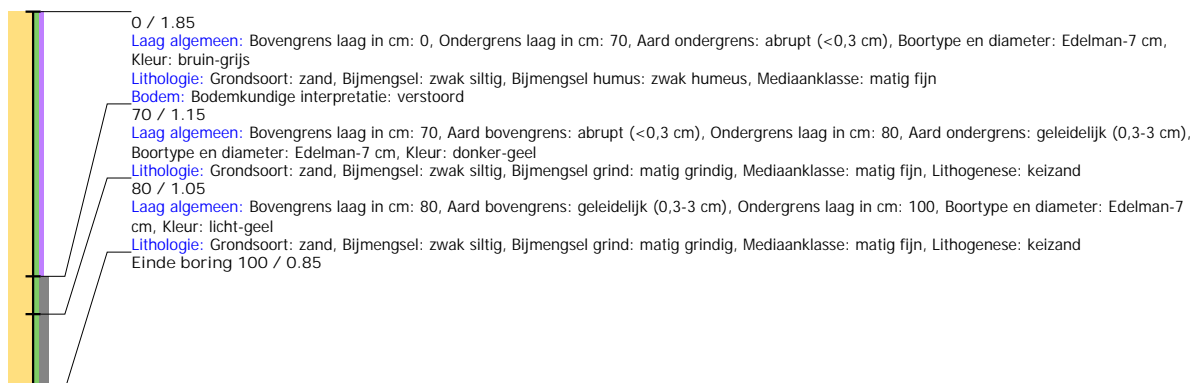 0 / 1.85
Laag algemeen: Bovengrens laag in cm: 0, Ondergrens laag in cm: 70, Aard ondergrens: abrupt (<0,3 cm), Boortype en diameter: Edelman-7 cm,
Kleur: bruin-grijs
Lithologie: Grondsoort: zand, Bijmengsel: zwak siltig, Bijmengsel humus: zwak humeus, Mediaanklasse: matig fijn
Bodem: Bodemkundige interpretatie: verstoord
70 / 1.15
Laag algemeen: Bovengrens laag in cm: 70, Aard bovengrens: abrupt (<0,3 cm), Ondergrens laag in cm: 80, Aard ondergrens: geleidelijk (0,3-3 cm),
Boortype en diameter: Edelman-7 cm, Kleur: donker-geel
Lithologie: Grondsoort: zand, Bijmengsel: zwak siltig, Bijmengsel grind: matig grindig, Mediaanklasse: matig fijn, Lithogenese: keizand
80 / 1.05
Laag algemeen: Bovengrens laag in cm: 80, Aard bovengrens: geleidelijk (0,3-3 cm), Ondergrens laag in cm: 100, Boortype en diameter: Edelman-7
cm, Kleur: licht-geel
Lithologie: Grondsoort: zand, Bijmengsel: zwak siltig, Bijmengsel grind: matig grindig, Mediaanklasse: matig fijn, Lithogenese: keizand
Einde boring 100 / 0.85